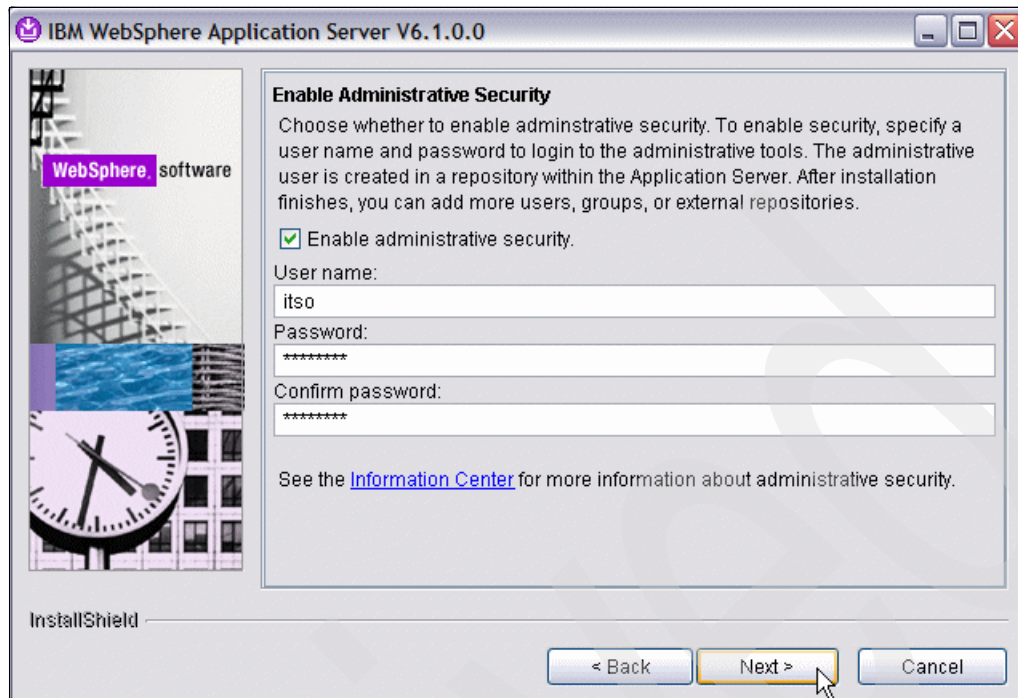 IBM WebSphere Application Server V6.1.0.0
WebSphere. software
Enable Administrative Security
Choose whether to enable adminstrative security. To enable security, specify a
user name and password to login to the administrative tools. The administrative
user is created in a repository within the Application Server. After installation
finishes, you can add more users, groups, or external repositories.
Enable administrative security.
User name:
itso
Password:
********
Confirm password:
********
See the Information Center for more information about administrative security.
InstallShield
< Back
Next >
Cancel